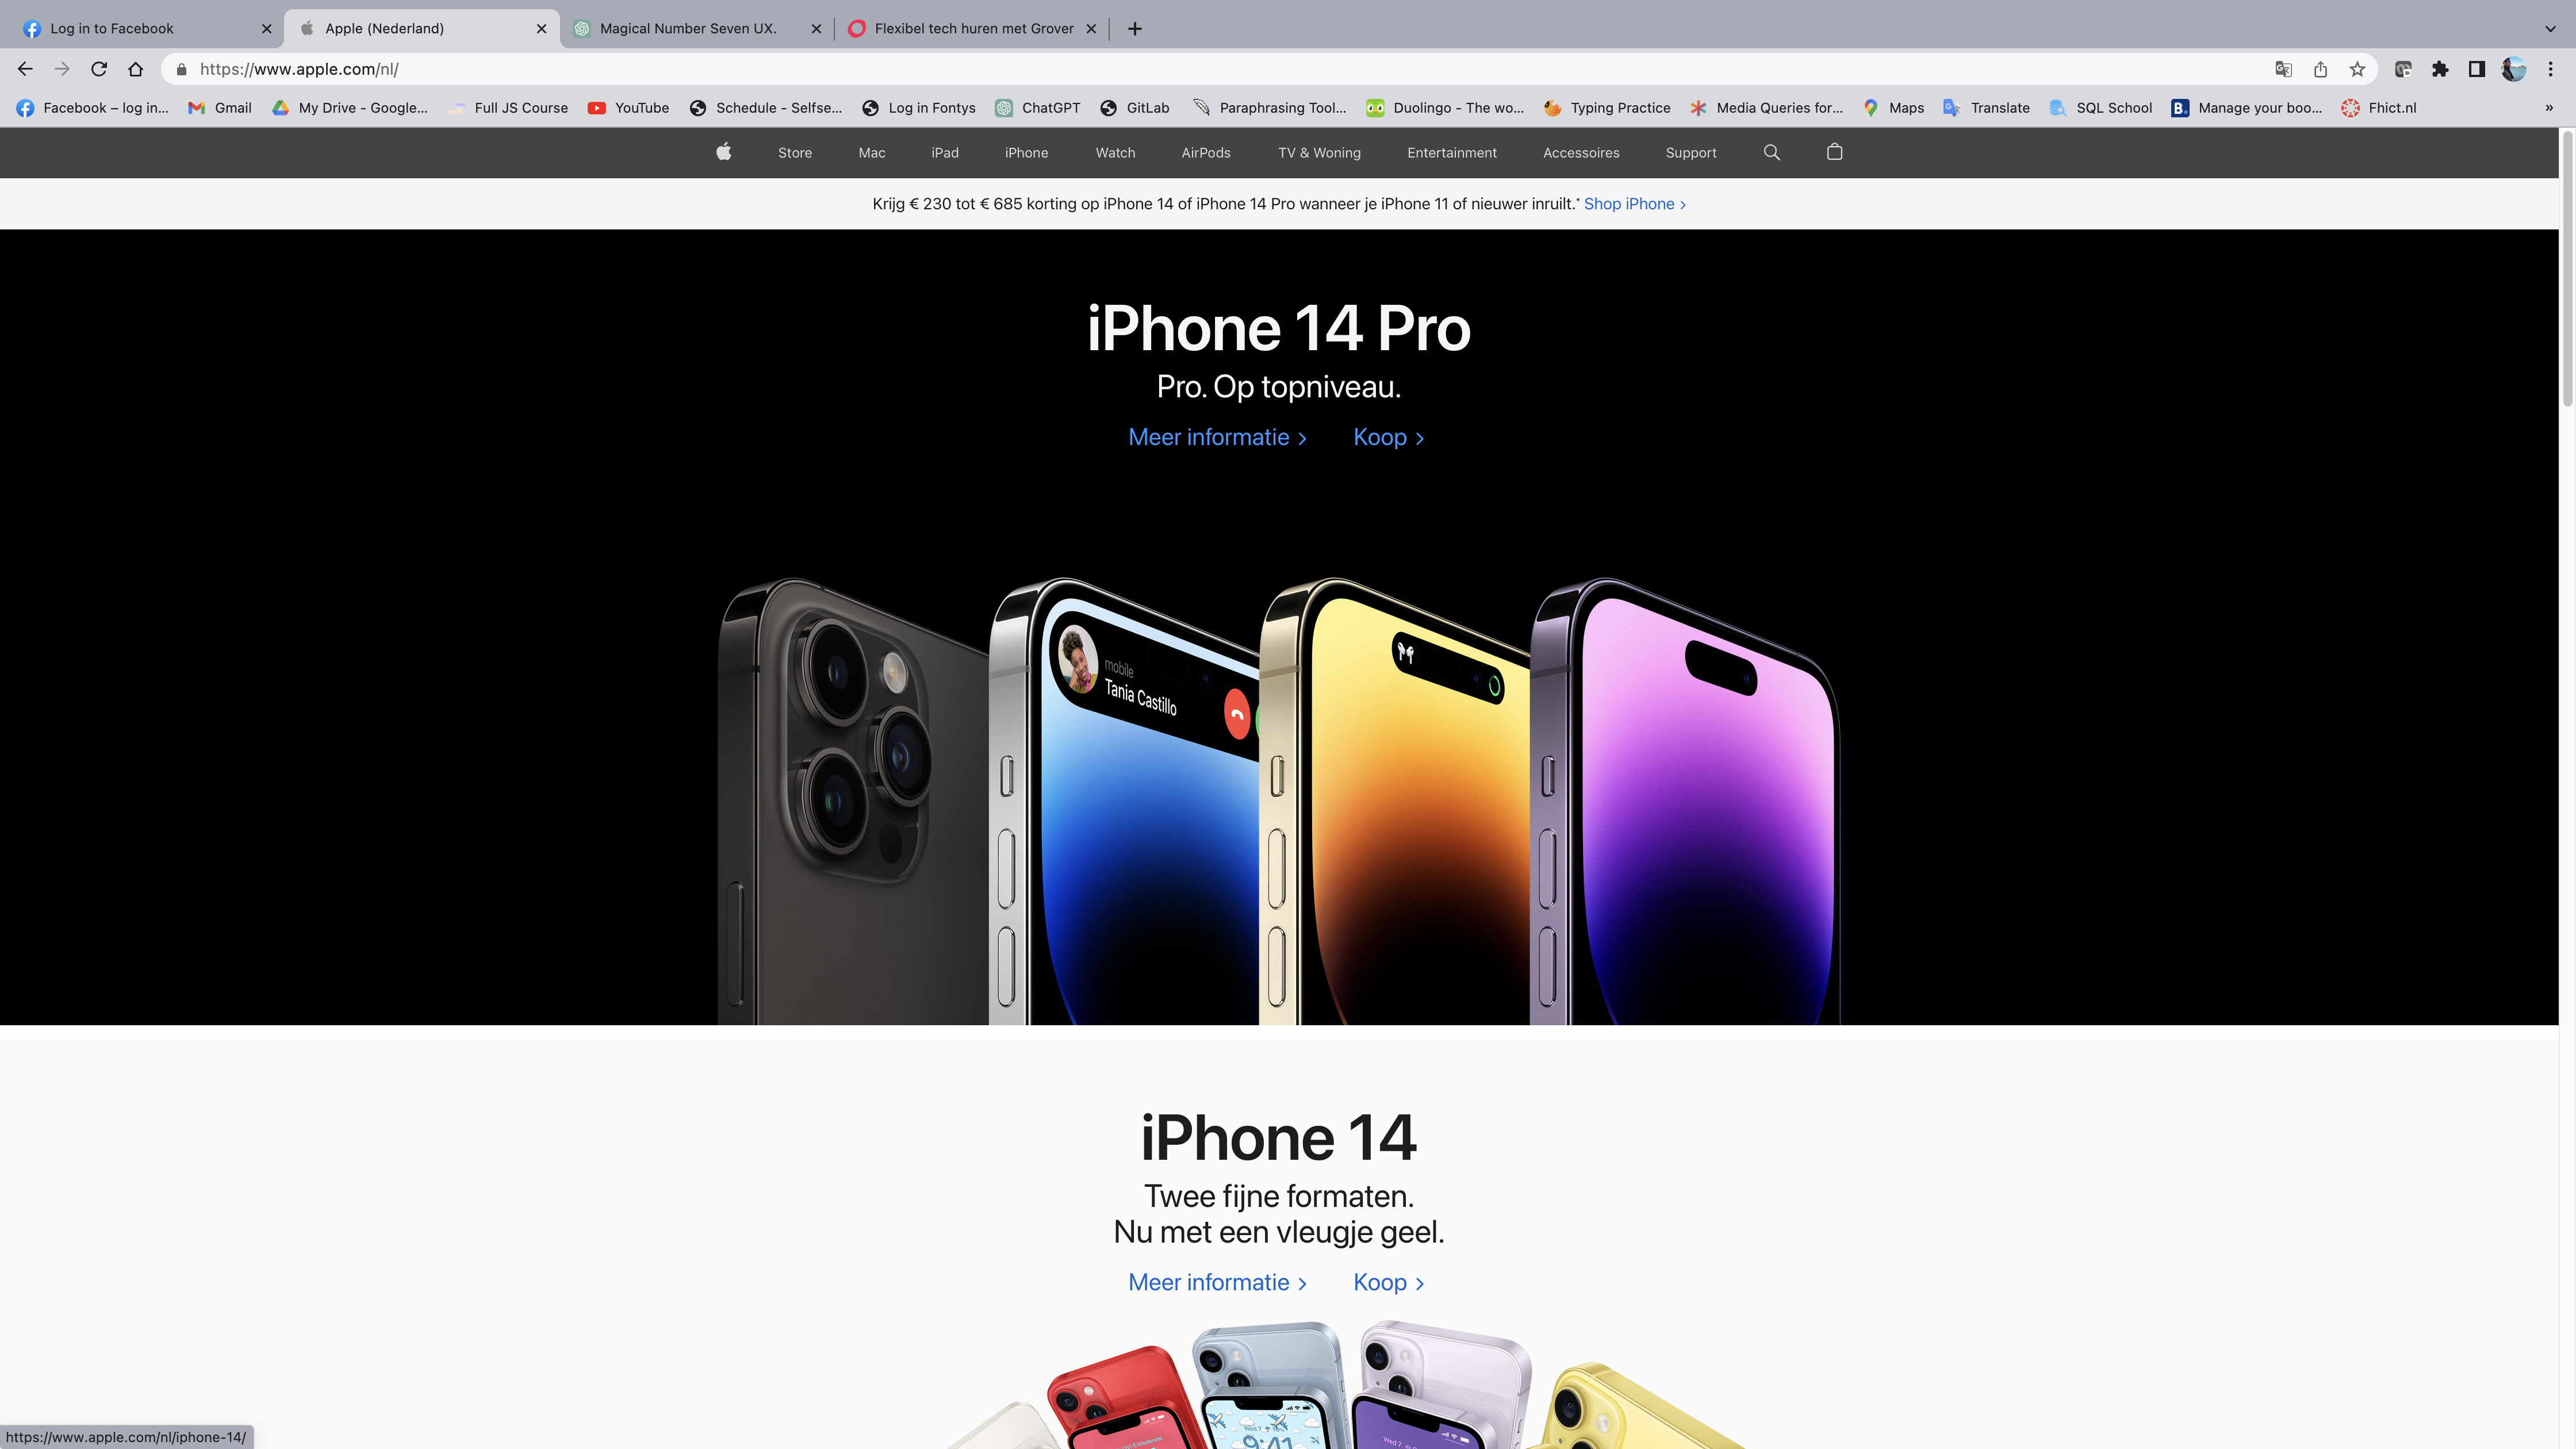 Log in to Facebook
Apple (Nederland)
Magical Number Seven UX.
Flexibel tech huren met Grover
https://www.apple.com/nl/
Facebook – log in...
Gmail
My Drive - Google...
Full JS Course
YouTube
Schedule - Selfse...
Log in Fontys
ChatGPT
GitLab
Paraphrasing Tool...
Duolingo - The wo...
Typing Practice
Media Queries for...
Maps
Translate
SQL School
B.
Manage your boo...
Fhict.nl
»
Store
Mac
iPad
iPhone
Watch
AirPods
TV & Woning
Entertainment
Accessoires
Support
Krijg € 230 tot € 685 korting op iPhone 14 of iPhone 14 Pro wanneer je iPhone 11 of nieuwer inruilt.* Shop iPhone >
iPhone 14 Pro
Pro. Op topniveau.
Meer informatie > Koop >
mobile
Tania Castillo
iPhone 14
Twee fijne formaten.
Nu met een vleugje geel.
Meer informatie > Koop >
9:41
https://www.apple.com/nl/iphone-14/